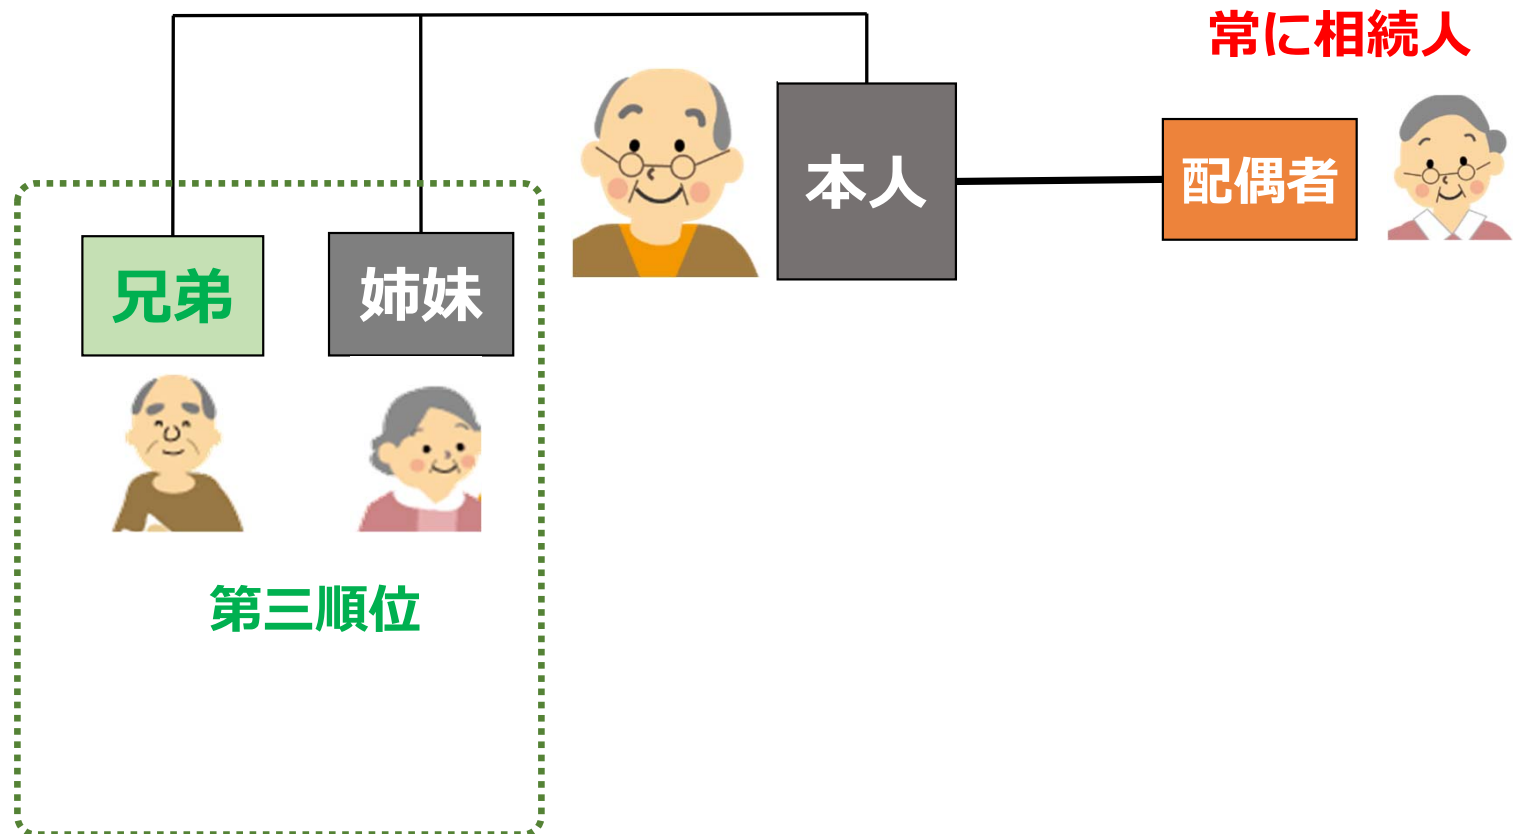 常に相続人
本人
配偶者
兄弟
姉妹
第三順位